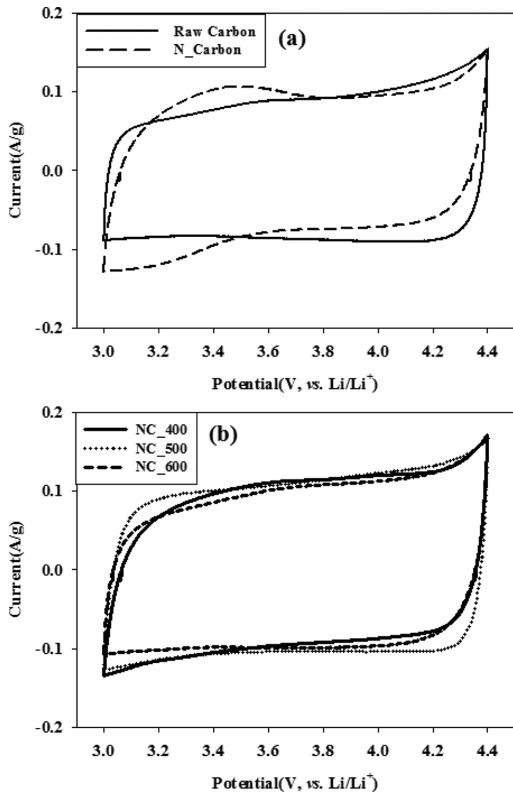 Raw Carbon
N_Carbon
(a)
0.2
0.1
0.0
-0.1
-0.2
Current(A/g)
3.0 3.2 3.4 3.6 3.8 4.0 4.2 4.4
Potential(V, vs. Li/Li⁺)
NC_400
NC_500
NC_600
(b)
0.2
0.1
0.0
-0.1
-0.2
Current(A/g)
3.0 3.2 3.4 3.6 3.8 4.0 4.2 4.4
Potential(V, vs. Li/Li⁺)